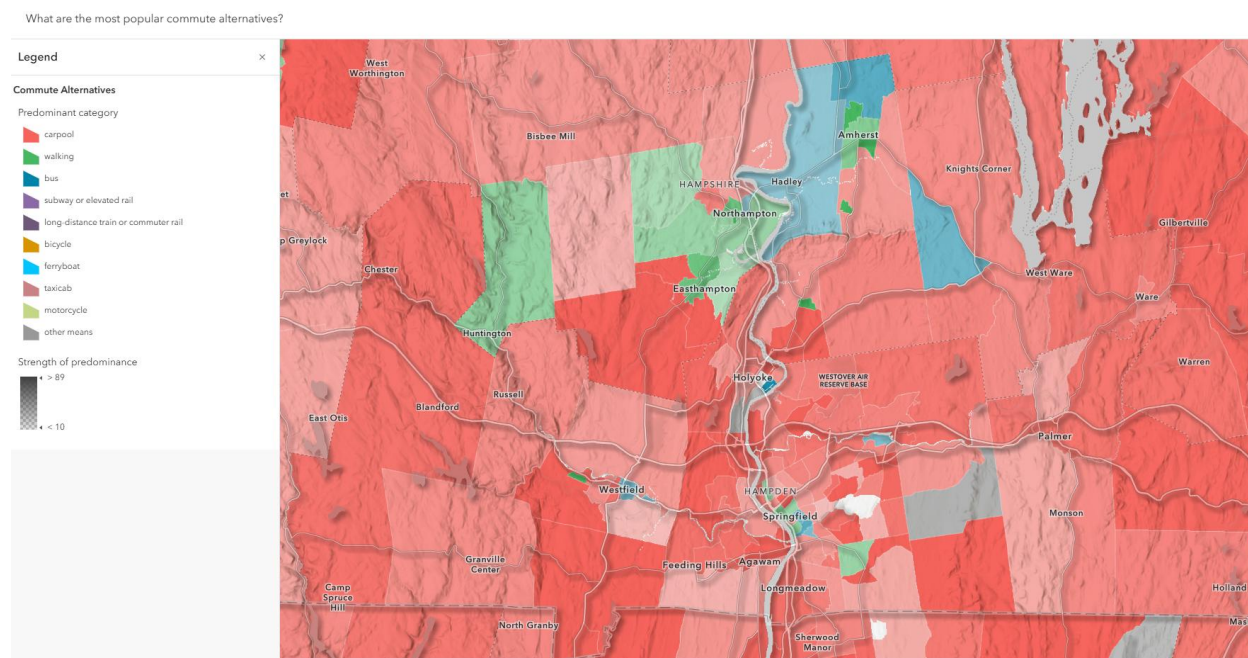 What are the most popular commute alternatives?
Legend
×
Commute Alternatives
Predominant category
carpool
walking
bus
subway or elevated rail
long-distance train or commuter rail
bicycle
ferryboat
taxicab
motorcycle
other means
Strength of predominance
> 89
< 10
West
Worthington
Bisbee Mill
Amherst
Knights Corner
HAMPSHIRE
Hadley
et
Northampton
Gilbertville
p Greylock
Chester
West Ware
Easthampton
Ware
Huntington
Warren
Holyoke
WESTOVER AIR
RESERVE BASE
Russell
Blandford
East Otis
Palmer
Westfield
HAMPDEN
Springfield
Monson
Granville
Center
Feeding Hills
Agawam
Longmeadow
Camp
Spruce
Hill
Holland
North Granby
Mas
Sherwood
Manor